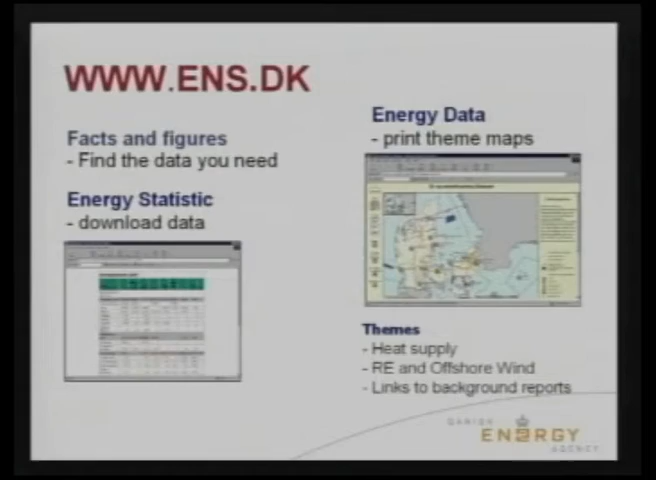 WWW.ENS.DK
Facts and figures
- Find the data you need
Energy Statistic
- download data
Energy Data
- print theme maps
Themes
- Heat supply
- RE and Offshore Wind
- Links to background reports
DANISH
ENERGY
AGENCY